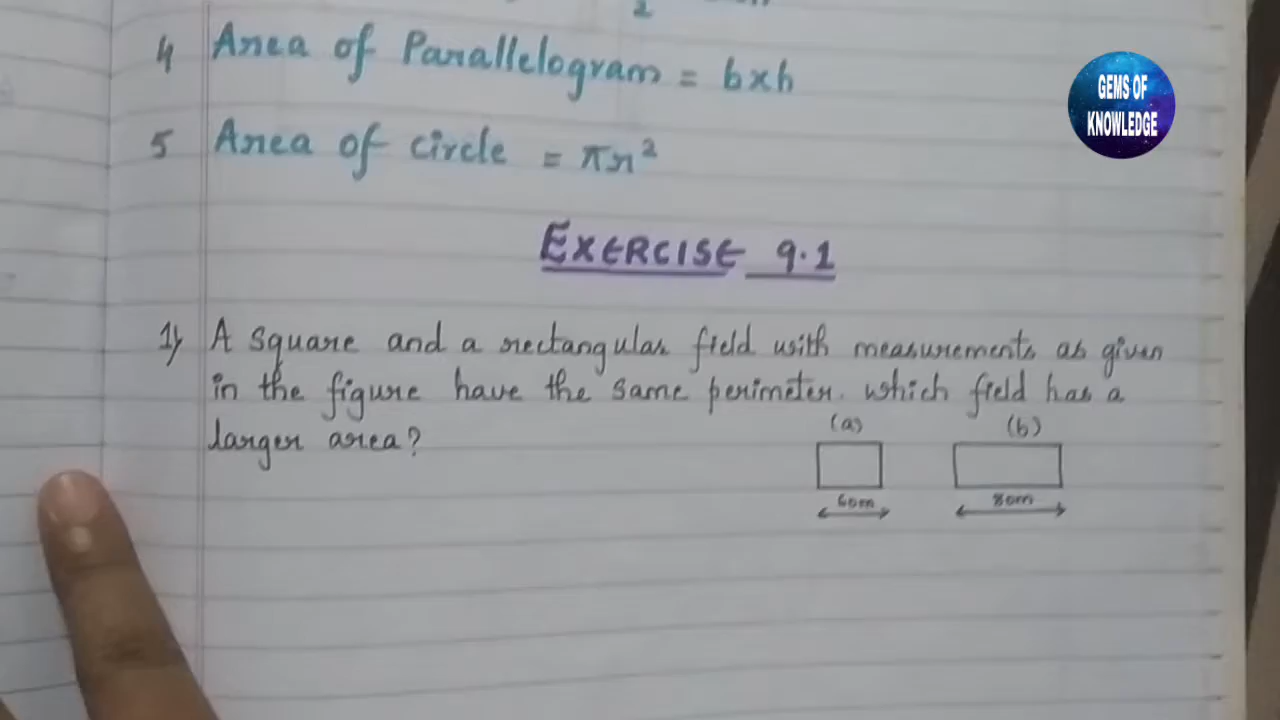 2
4 Area of Parallelogram = b×h
5 Area of circle = πr²
EXERCISE 9.1
1) A square and a rectangular field with measurements as given
in the figure have the same perimeter. which field has a
larger area?
(a) (b)
60m 80m
GEMS OF
KNOWLEDGE